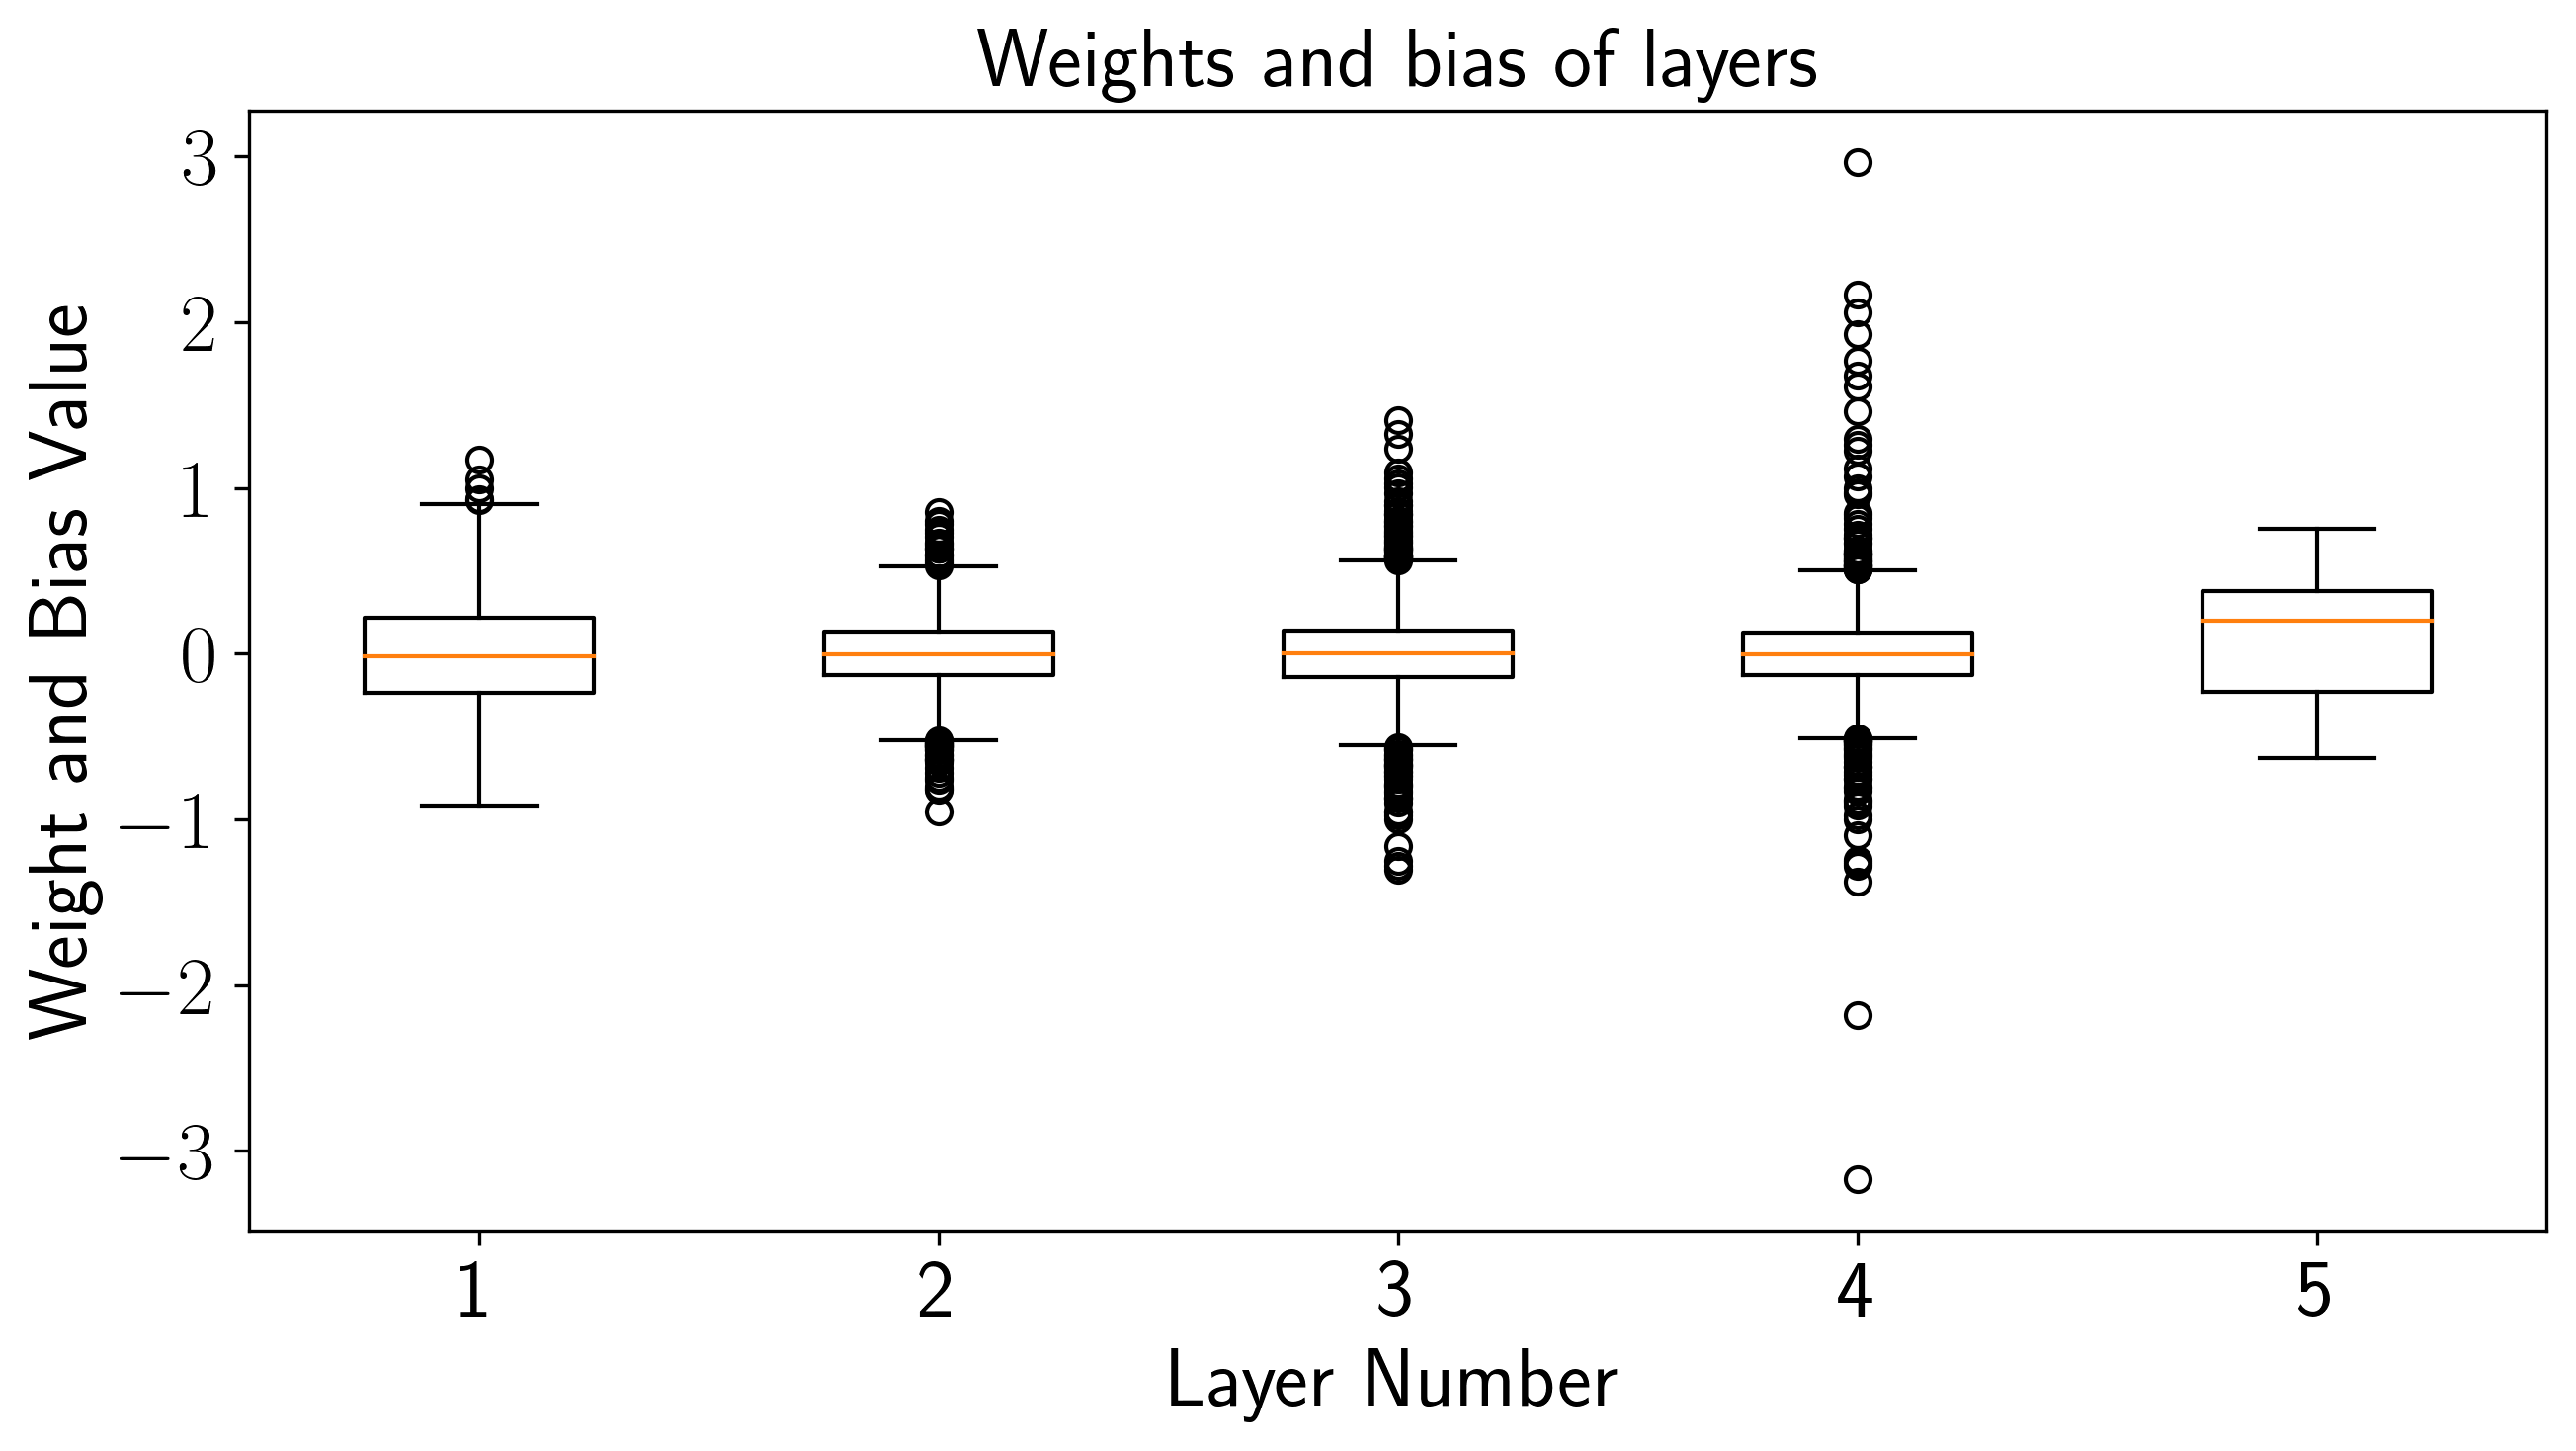 Weights and bias of layers
Weight and Bias Value
3
2
1
0
−1
−2
−3
1 2 3 4 5
Layer Number